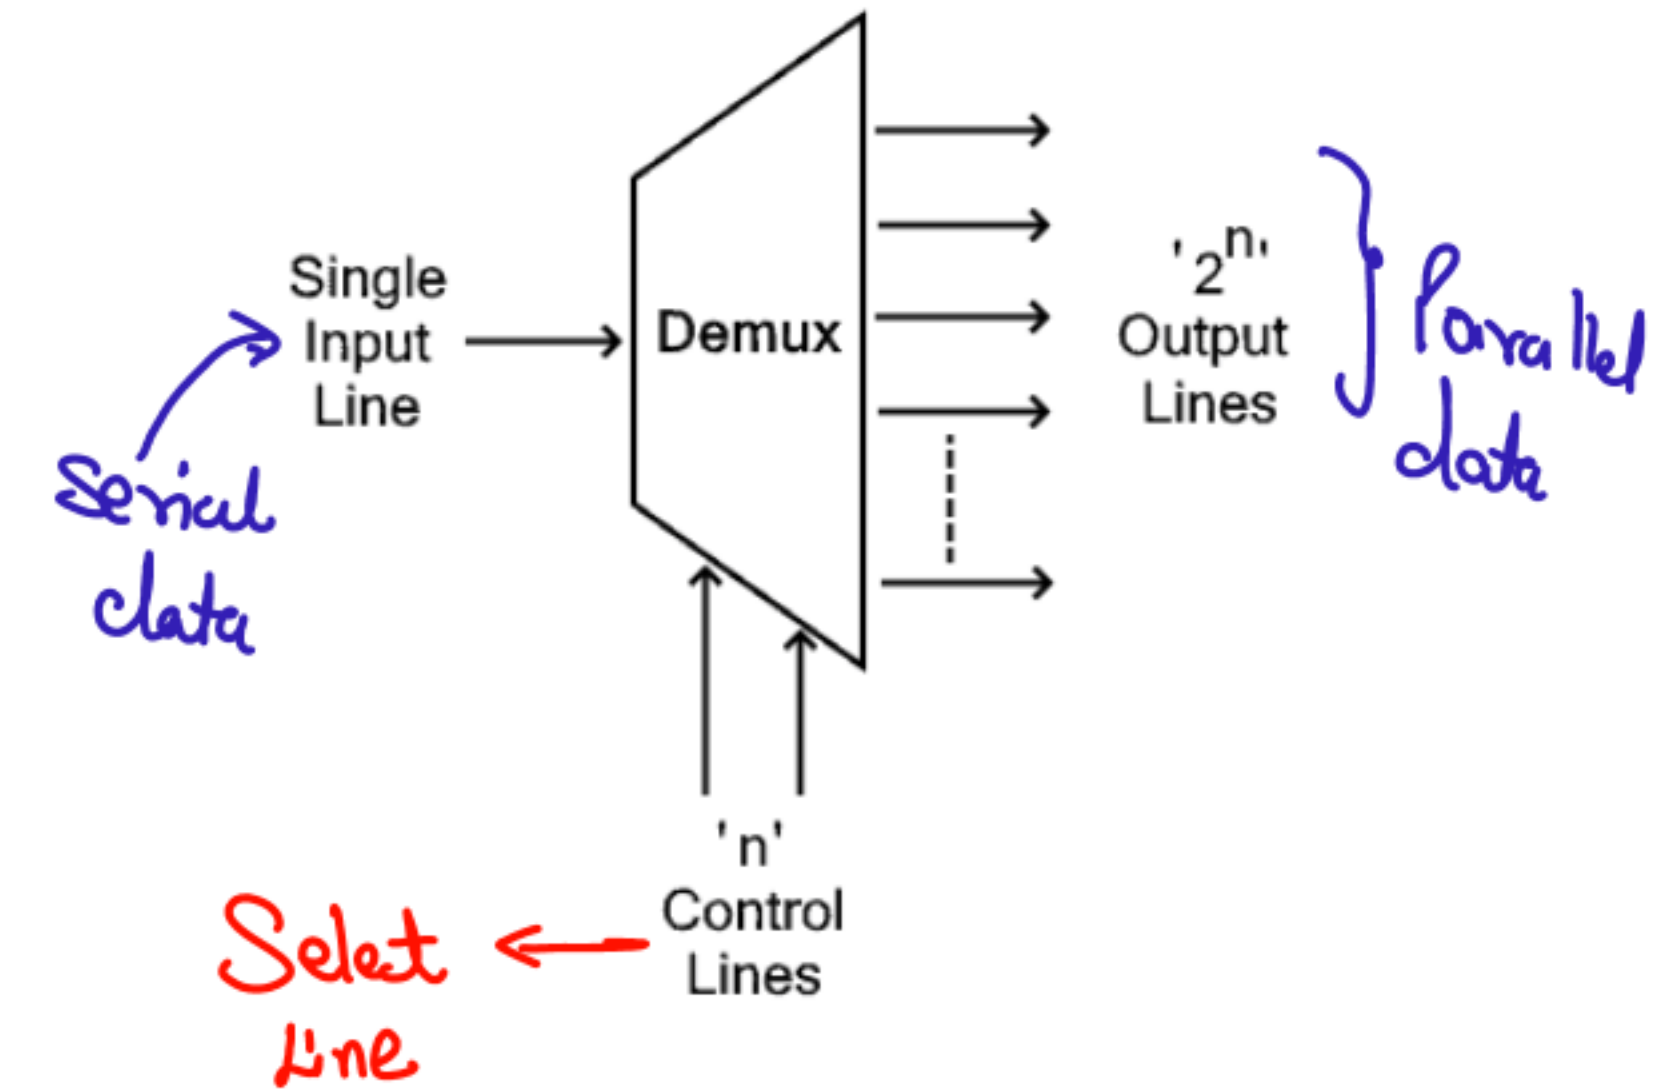 Single
Input
Line
Demux
'2ⁿ'
Output
Lines
Parallel
data
Serial
data
'n'
Control
Lines
Select
Line